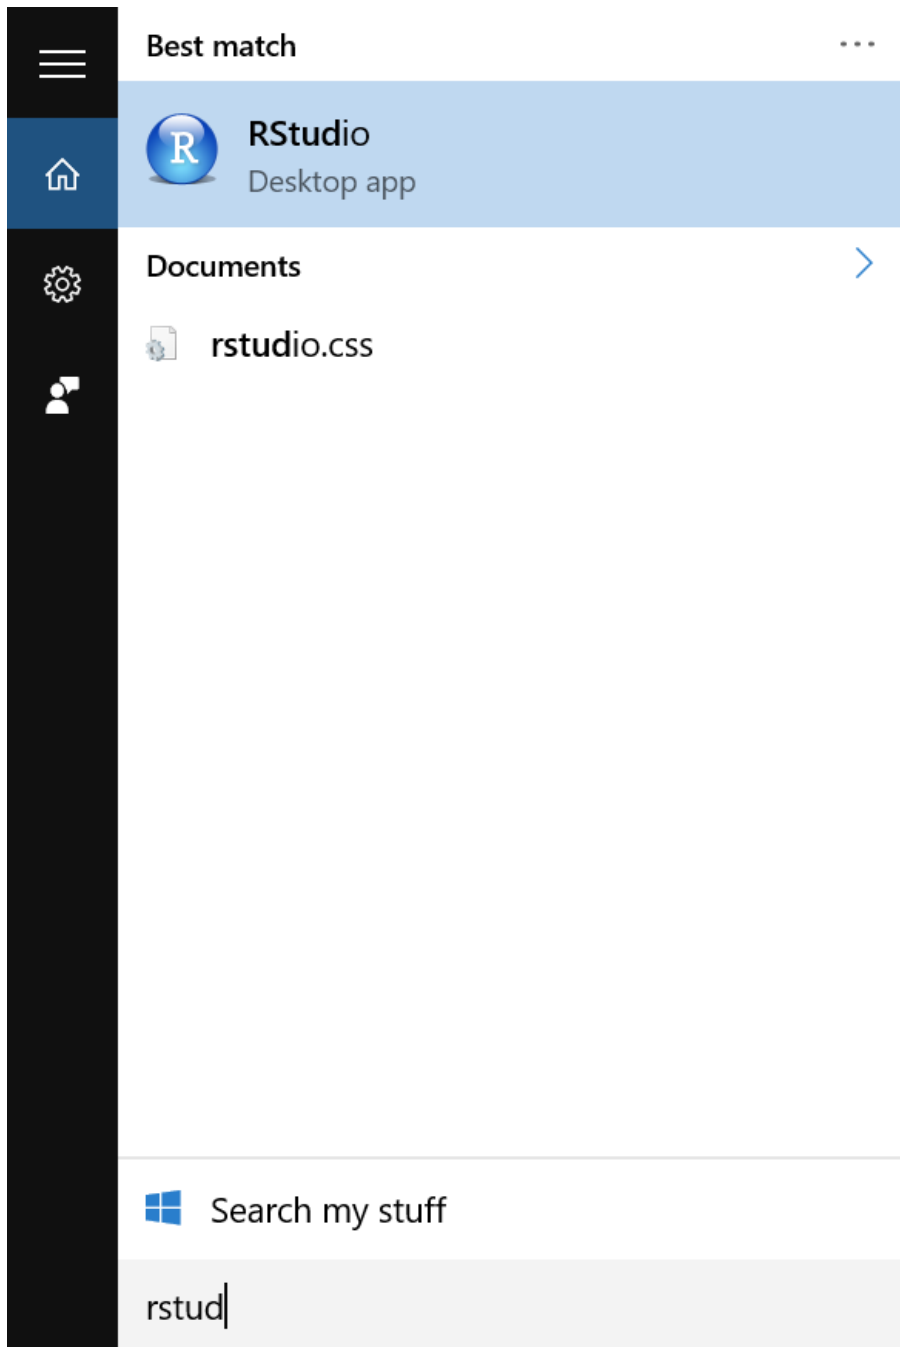 Best match
R
RStudio
Desktop app
Documents
rstudio.css
Search my stuff
rstud